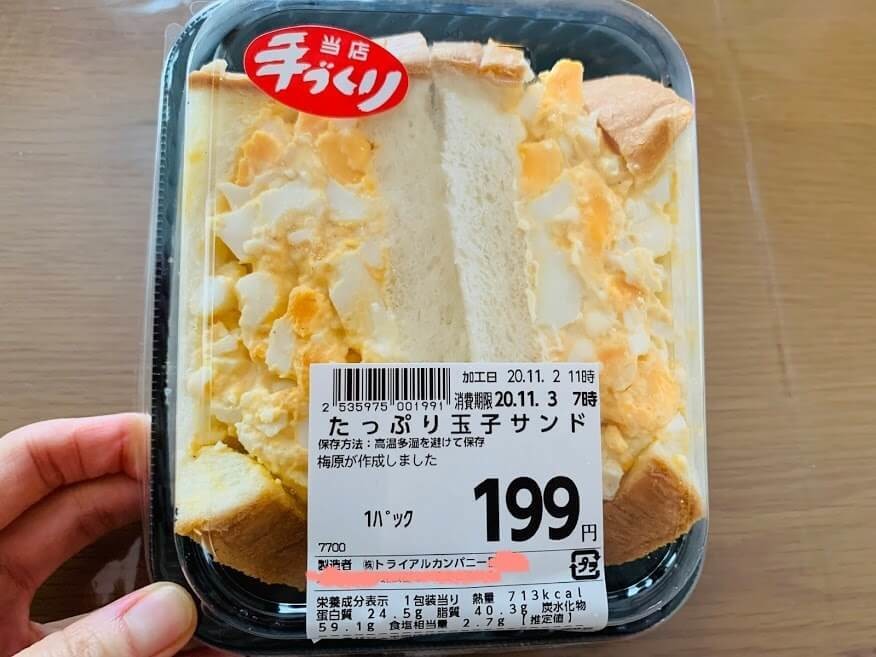 当店
手づくり
加工日 20.11. 2 11時
2 535975 001991 消費期限 20.11. 3 7時
たっぷり玉子サンド
保存方法：高温多湿を避けて保存
梅原が作成しました
1パック 199円
7700
製造者 ㈱トライアルカンパニー
プラ
栄養成分表示 1包装当り 熱量 713kcal
蛋白質 24.5g 脂質 40.3g 炭水化物
59.1g 食塩相当量 2.7g 【推定値】